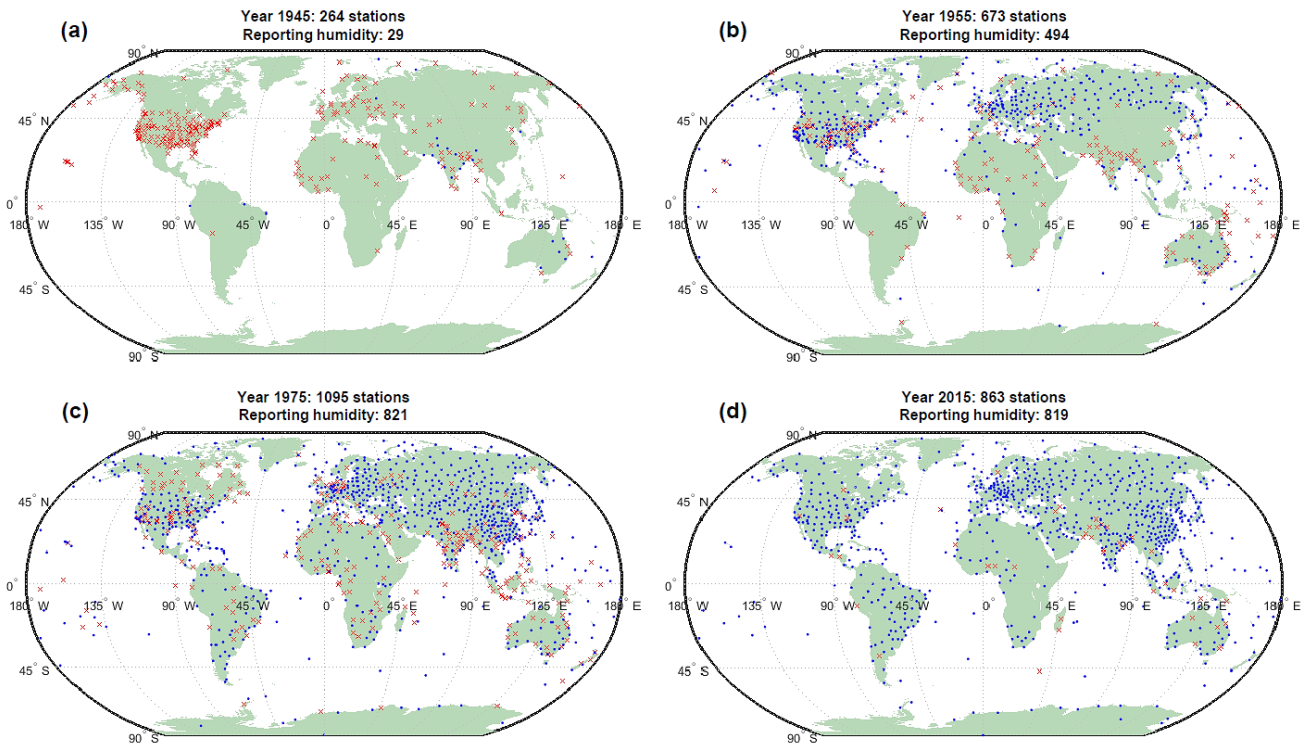 (a)
Year 1945: 264 stations
Reporting humidity: 29
90° N
45° N
0°
180° W 135° W 90° W 45° W 0 45° E 90° E 135° E 180° E
45° S
90° S
(b)
Year 1955: 673 stations
Reporting humidity: 494
90° N
45° N
0°
180° W 135° W 90° W 45° W 0 45° E 90° E 135° E 180° E
45° S
90° S
(c)
Year 1975: 1095 stations
Reporting humidity: 821
90° N
45° N
0°
180° W 135° W 90° W 45° W 0 45° E 90° E 135° E 180° E
45° S
90° S
(d)
Year 2015: 863 stations
Reporting humidity: 819
90° N
45° N
0°
180° W 135° W 90° W 45° W 0 45° E 90° E 135° E 180° E
45° S
90° S